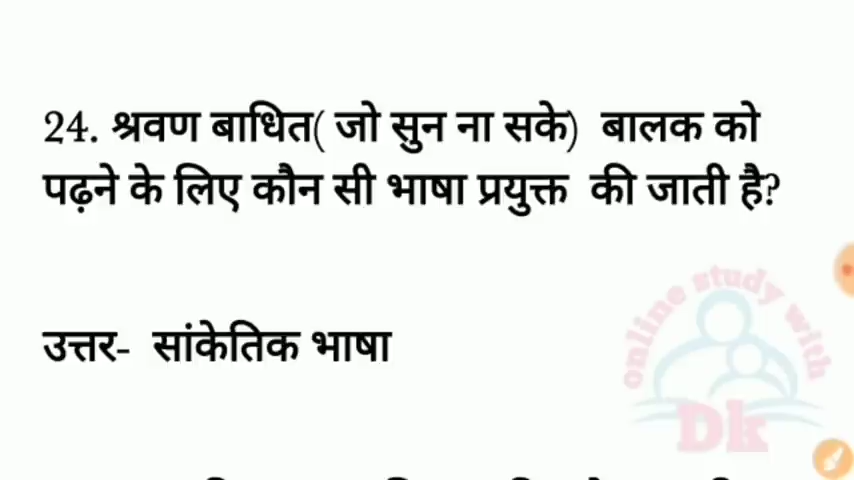 24. श्रवण बाधित( जो सुन ना सके)  बालक को
पढ़ने के लिए कौन सी भाषा प्रयुक्त  की जाती है?
उत्तर-  सांकेतिक भाषा
online study with
Dk